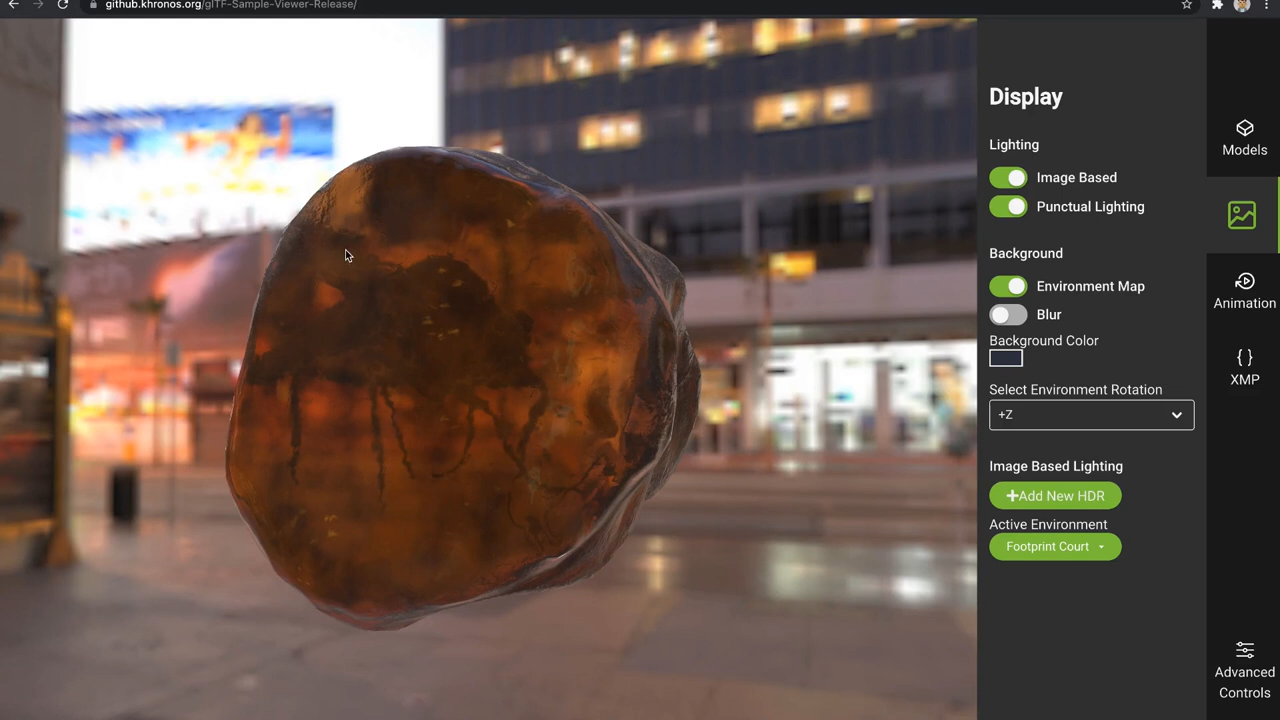 github.khronos.org/glTF-Sample-Viewer-Release/
Display
Lighting
Image Based
Punctual Lighting
Background
Environment Map
Blur
Background Color
Select Environment Rotation
+Z
Image Based Lighting
+Add New HDR
Active Environment
Footprint Court
Models
Animation
{ }
XMP
Advanced
Controls